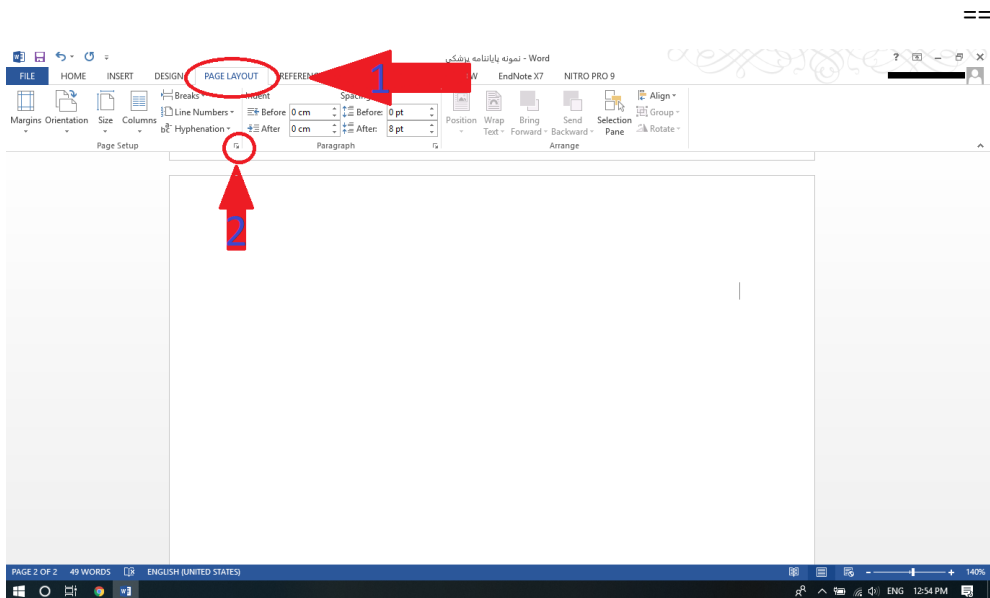 ==
نمونه پایاننامه پزشکی - Word
FILE HOME INSERT DESIGN PAGE LAYOUT REFERENC W EndNote X7 NITRO PRO 9
1
Breaks Indent Spacing Align
Line Numbers Before 0 cm Before: 0 pt Group
Margins Orientation Size Columns Position Wrap Bring Send Selection
bc Hyphenation After 0 cm After: 8 pt Text Forward Backward Pane Rotate
Page Setup Paragraph Arrange
2
PAGE 2 OF 2 49 WORDS ENGLISH (UNITED STATES) 140%
ENG 12:54 PM